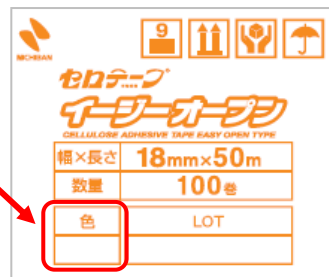 NICHIBAN
9
セロテープ
イージーオープン
CELLULOSE ADHESIVE TAPE EASY OPEN TYPE
幅×長さ 18mm×50m
数量 100巻
色 LOT